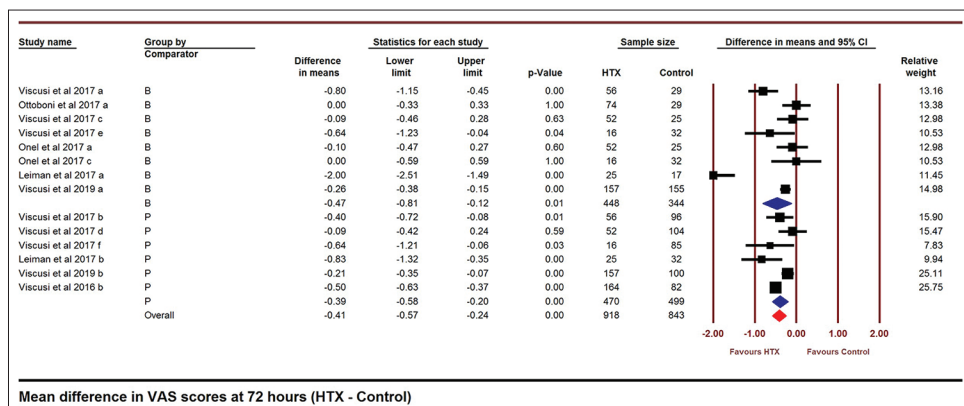 Study name Group by Comparator Statistics for each study Sample size Difference in means and 95% CI
Difference in means Lower limit Upper limit p-Value HTX Control Relative weight
Viscusi et al 2017 a B -0.80 -1.15 -0.45 0.00 56 29 13.16
Ottoboni et al 2017 a B 0.00 -0.33 0.33 1.00 74 29 13.38
Viscusi et al 2017 c B -0.09 -0.46 0.28 0.63 52 25 12.98
Viscusi et al 2017 e B -0.64 -1.23 -0.04 0.04 16 32 10.53
Onel et al 2017 a B -0.10 -0.47 0.27 0.60 52 25 12.98
Onel et al 2017 c B 0.00 -0.59 0.59 1.00 16 32 10.53
Leiman et al 2017 a B -2.00 -2.51 -1.49 0.00 25 17 11.45
Viscusi et al 2019 a B -0.26 -0.38 -0.15 0.00 157 155 14.98
B -0.47 -0.81 -0.12 0.01 448 344
Viscusi et al 2017 b P -0.40 -0.72 -0.08 0.01 56 96 15.90
Viscusi et al 2017 d P -0.09 -0.42 0.24 0.59 52 104 15.47
Viscusi et al 2017 f P -0.64 -1.21 -0.06 0.03 16 85 7.83
Leiman et al 2017 b P -0.83 -1.32 -0.35 0.00 25 32 9.94
Viscusi et al 2019 b P -0.21 -0.35 -0.07 0.00 157 100 25.11
Viscusi et al 2016 b P -0.50 -0.63 -0.37 0.00 164 82 25.75
P -0.39 -0.58 -0.20 0.00 470 499
Overall -0.41 -0.57 -0.24 0.00 918 843
-2.00 -1.00 0.00 1.00 2.00
Favours HTX Favours Control
Mean difference in VAS scores at 72 hours (HTX - Control)